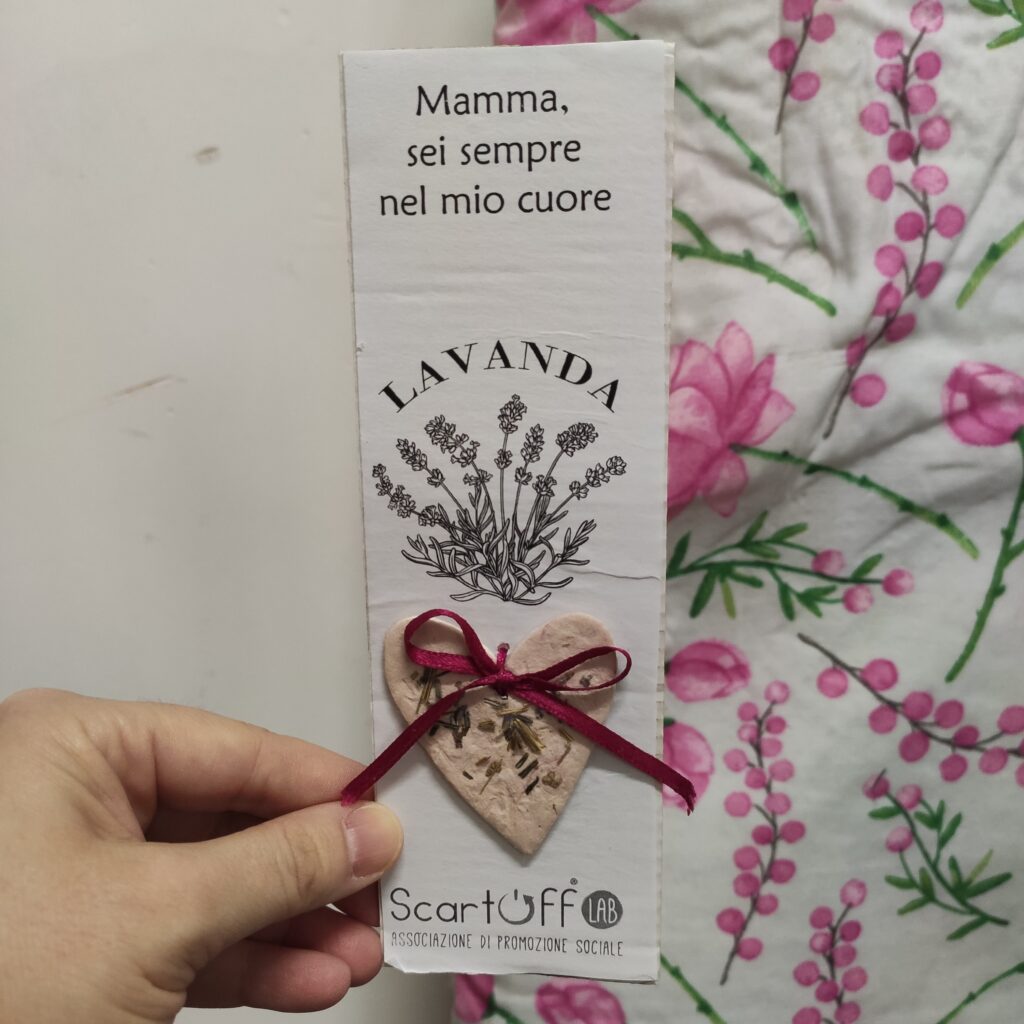 Mamma,
sei sempre
nel mio cuore
LAVANDA
ScartOff® LAB
ASSOCIAZIONE DI PROMOZIONE SOCIALE